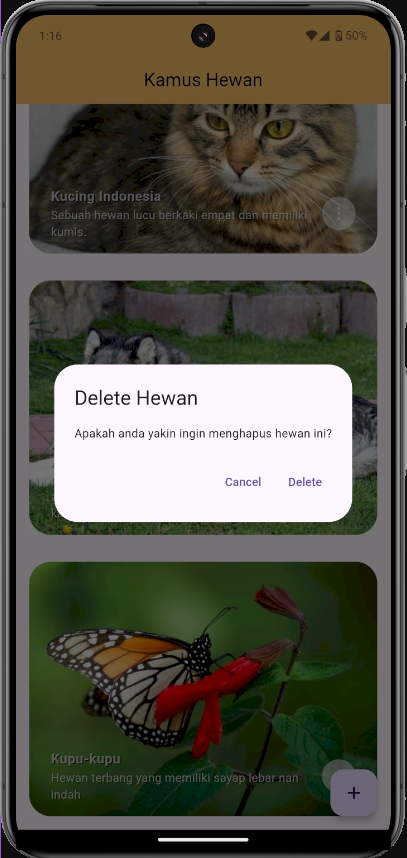 1:16
50%
Kamus Hewan
Kucing Indonesia
Sebuah hewan lucu berkaki empat dan memiliki
kumis.
Delete Hewan
Apakah anda yakin ingin menghapus hewan ini?
Cancel
Delete
Kupu-kupu
Hewan terbang yang memiliki sayap lebar nan
indah